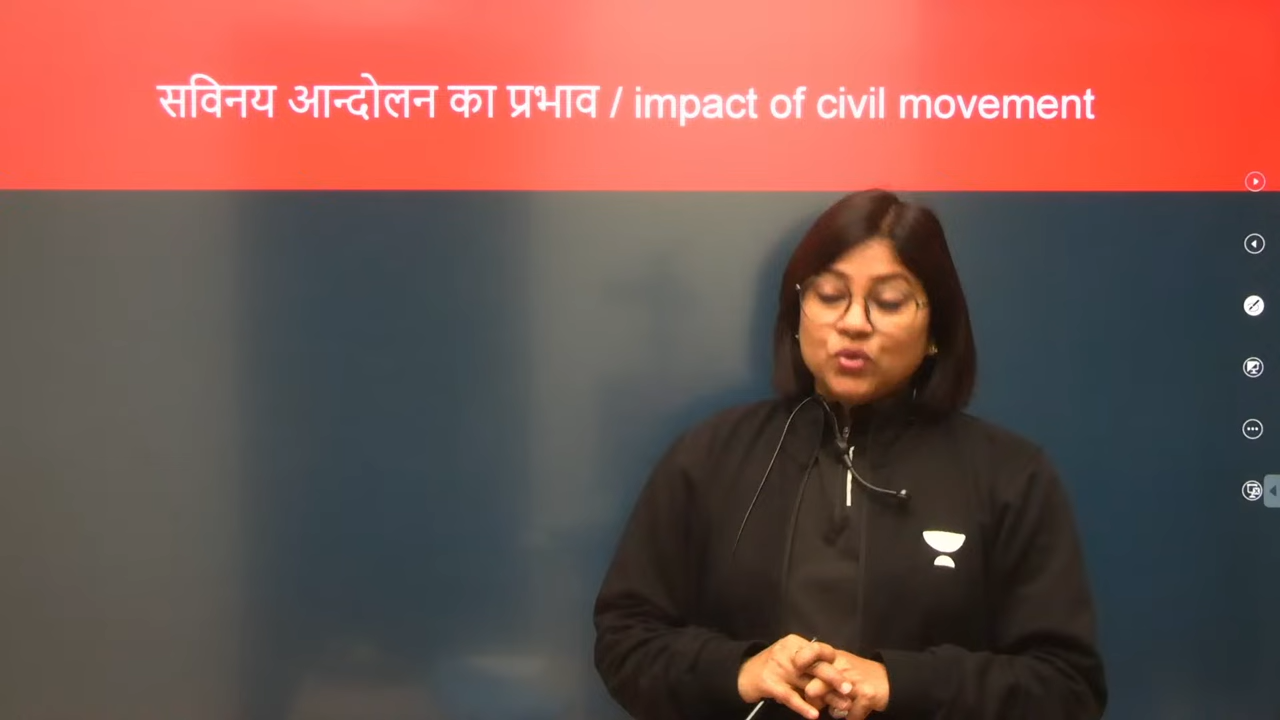 सविनय आन्दोलन का प्रभाव / impact of civil movement